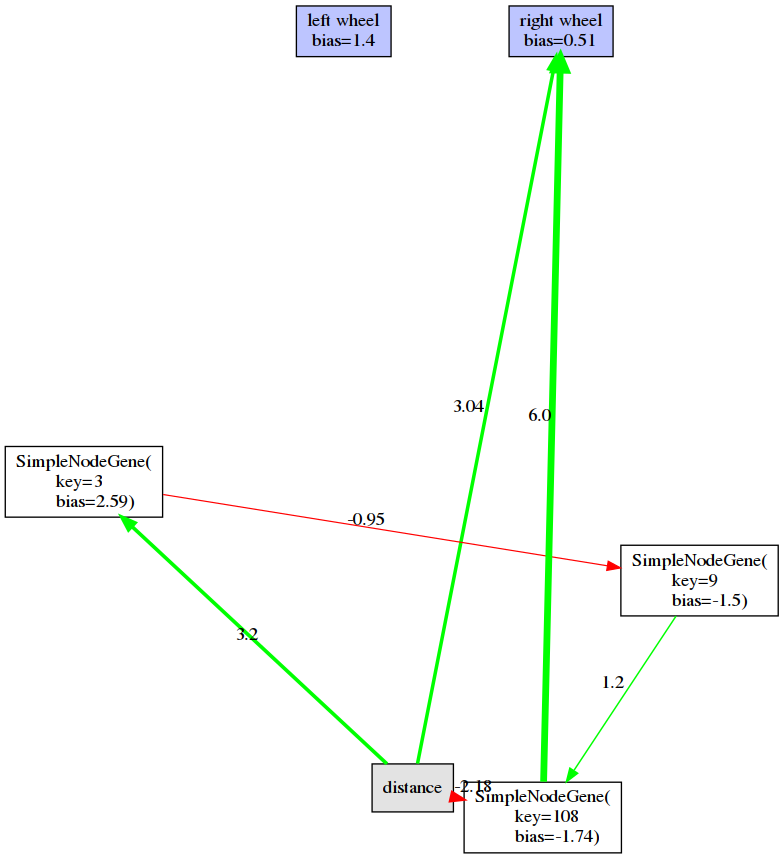 left wheel
bias=1.4
right wheel
bias=0.51
3.04
6.0
SimpleNodeGene(
key=3
bias=2.59)
-0.95
SimpleNodeGene(
key=9
bias=-1.5)
3.2
1.2
distance
-2.18
SimpleNodeGene(
key=108
bias=-1.74)